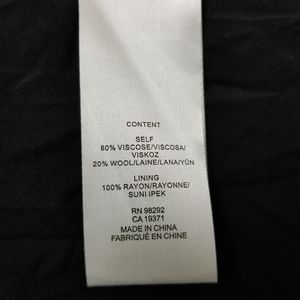 CONTENT
SELF
80% VISCOSE/VISCOSA/
VISKOZ
20% WOOL/LAINE/LANA/YÜN
LINING
100% RAYON/RAYONNE/
SUNI IPEK
RN 98292
CA 19371
MADE IN CHINA
FABRIQUÉ EN CHINE